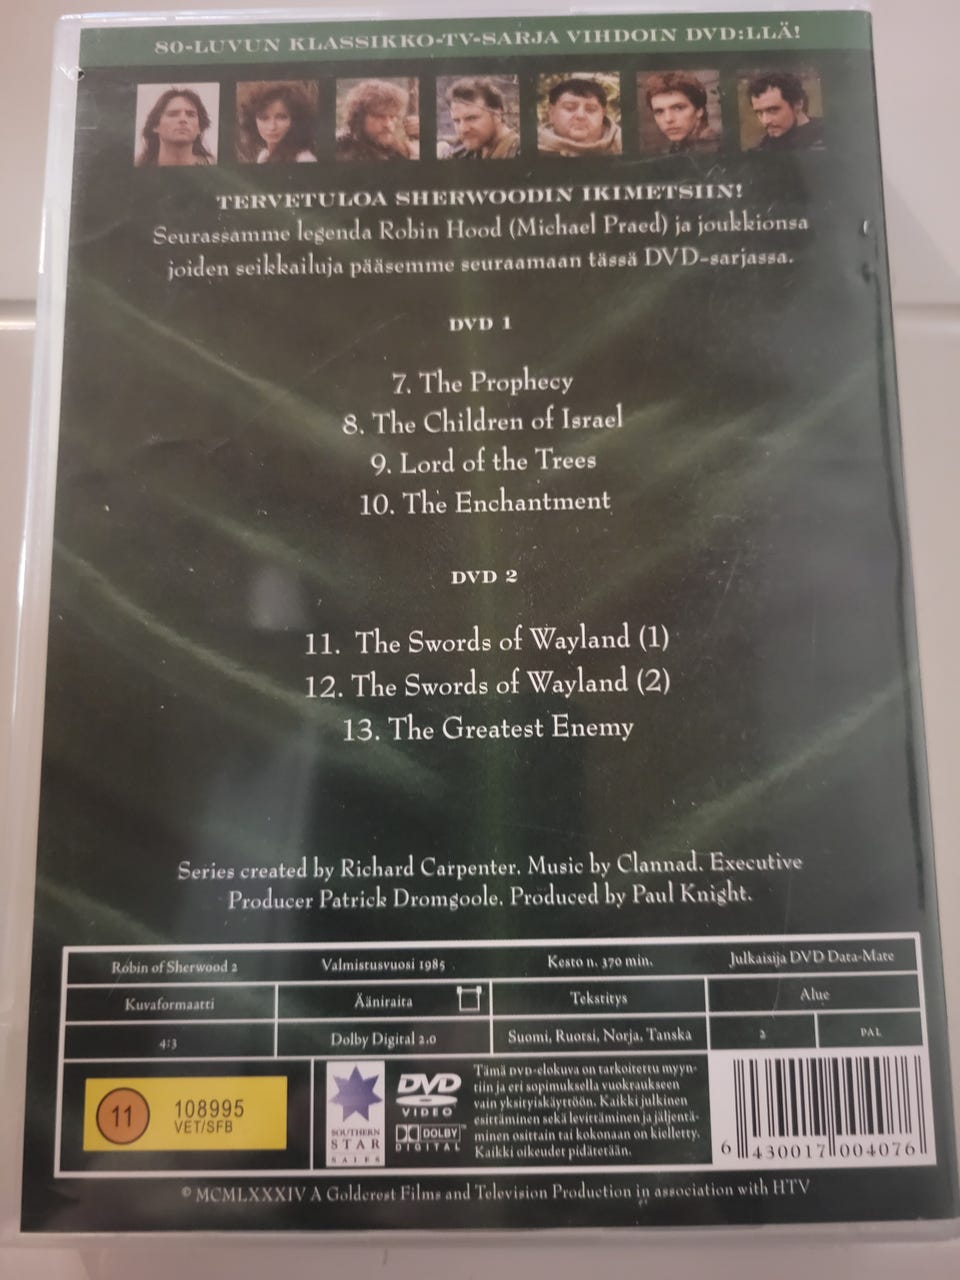 80-LUVUN KLASSIKKO-TV-SARJA VIHDOIN DVD:LLÄ!
TERVETULOA SHERWOODIN IKIMETSIIN!
Seurassamme legenda Robin Hood (Michael Praed) ja joukkionsa
joiden seikkailuja pääsemme seuraamaan tässä DVD-sarjassa.
DVD 1
7. The Prophecy
8. The Children of Israel
9. Lord of the Trees
10. The Enchantment
DVD 2
11. The Swords of Wayland (1)
12. The Swords of Wayland (2)
13. The Greatest Enemy
Series created by Richard Carpenter. Music by Clannad. Executive
Producer Patrick Dromgoole. Produced by Paul Knight.
Robin of Sherwood 2 Valmistusvuosi 1985 Kesto n. 370 min. Julkaisija DVD Data-Mate
Kuvaformaatti Ääniraita Tekstitys Alue
4:3 Dolby Digital 2.0 Suomi, Ruotsi, Norja, Tanska 2 PAL
11 108995
VET/SFB
SOUTHERN
STAR
SALES
DVD
VIDEO
DOLBY
DIGITAL
Tämä DVD-elokuva on tarkoitettu myyn-
tiin ja eri sopimuksella vuokraukseen
vain yksityiskäyttöön. Kaikki julkinen
esittäminen sekä levittäminen ja jäljentä-
minen osittain tai kokonaan on kielletty.
Kaikki oikeudet pidätetään.
6 430017 004076
© MCMLXXXIV A Goldcrest Films and Television Production in association with HTV